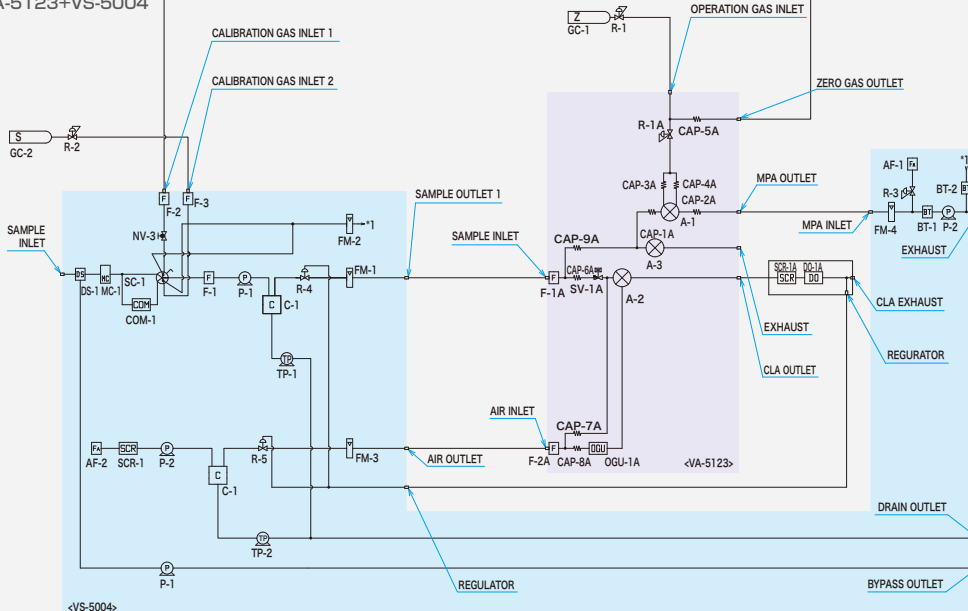 A-5123+VS-5004
OPERATION GAS INLET
Z
GC-1
R-1
CALIBRATION GAS INLET 1
CALIBRATION GAS INLET 2
ZERO GAS OUTLET
S
GC-2
R-2
R-1A
CAP-5A
AF-1
FA
*1
R-3
BT-2
BT
CAP-3A
CAP-4A
CAP-2A
A-1
MPA OUTLET
F
F-2
F
F-3
SAMPLE OUTLET 1
MPA INLET
FM-4
BT
BT-1
P
P-2
EXHAUST
SAMPLE INLET
NV-3
*1
FM-2
SAMPLE INLET
CAP-9A
CAP-1A
A-3
DS
DS-1
MC
MC-1
SC-1
COM
COM-1
F
F-1
P
P-1
C
C-1
R-4
FM-1
F
F-1A
CAP-6A
SV-1A
A-2
SCR-1A
SCR
DO-1A
DO
CLA EXHAUST
EXHAUST
REGURATOR
CLA OUTLET
TP
TP-1
AIR INLET
CAP-7A
FA
AF-2
SCR
SCR-1
P
P-2
C
C-1
R-5
FM-3
AIR OUTLET
F
F-2A
CAP-8A
OGU
OGU-1A
<VA-5123>
DRAIN OUTLET
TP
TP-2
P
P-1
REGULATOR
BYPASS OUTLET
<VS-5004>